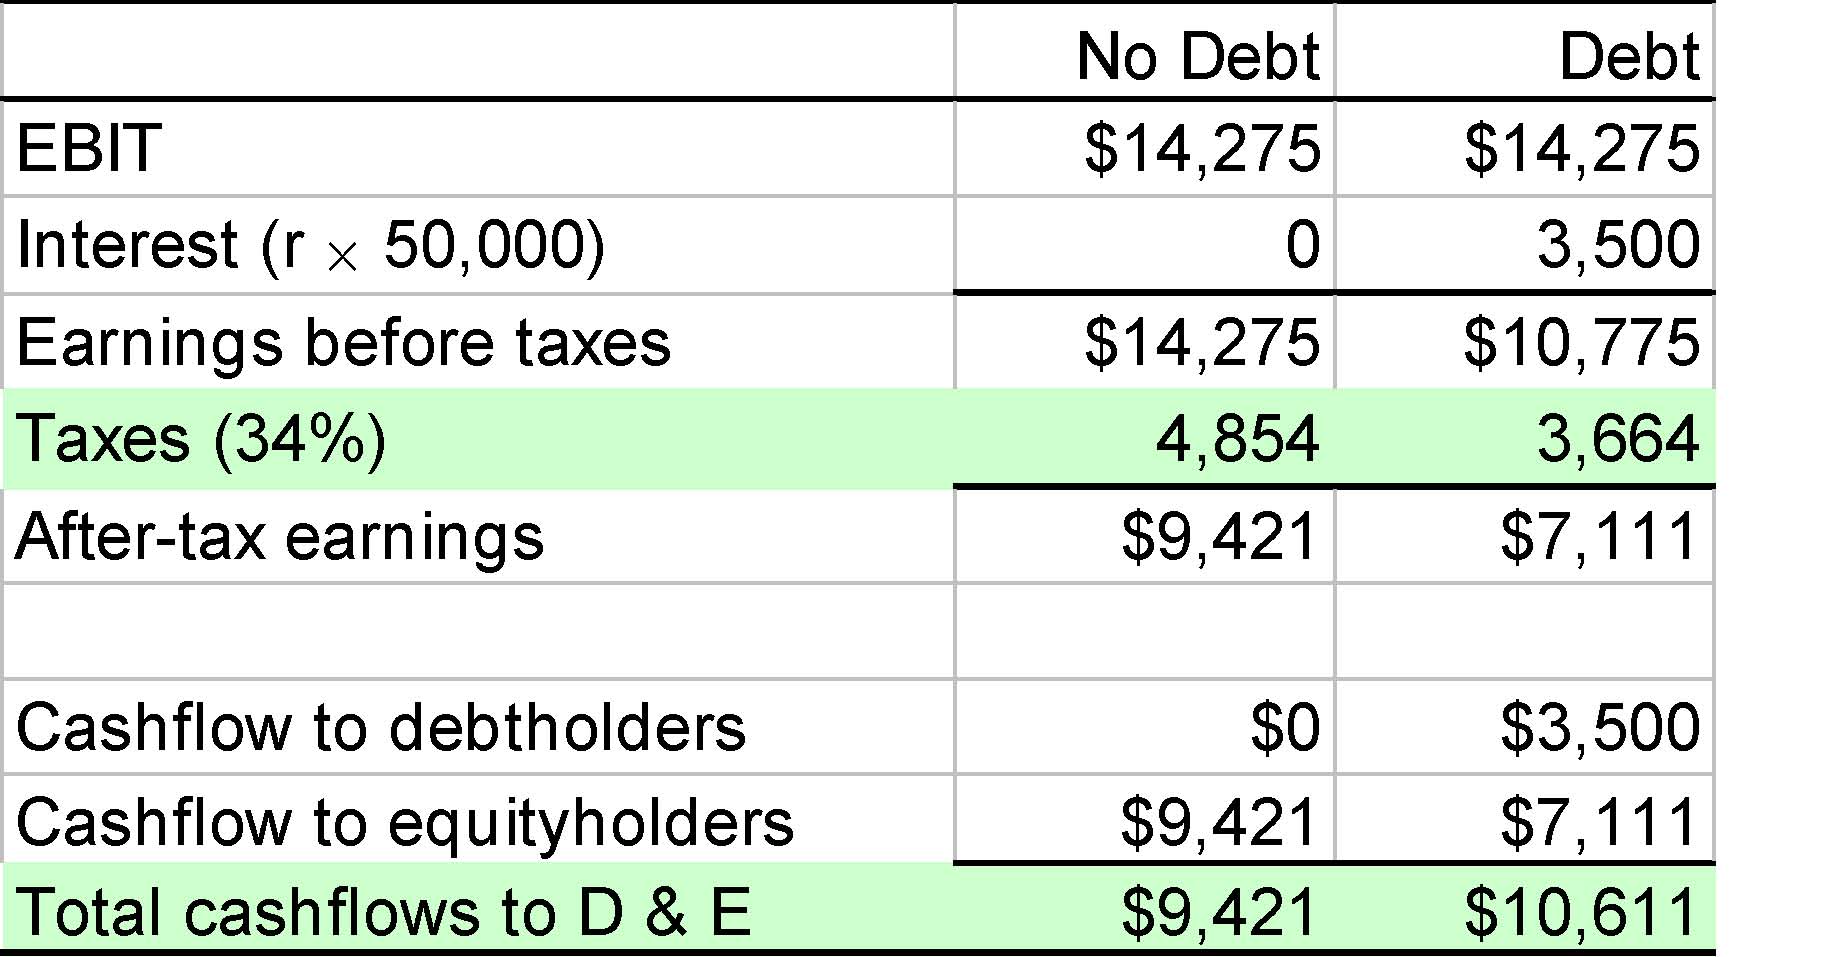 No Debt Debt
EBIT $14,275 $14,275
Interest (r × 50,000) 0 3,500
Earnings before taxes $14,275 $10,775
Taxes (34%) 4,854 3,664
After-tax earnings $9,421 $7,111
Cashflow to debtholders $0 $3,500
Cashflow to equityholders $9,421 $7,111
Total cashflows to D & E $9,421 $10,611